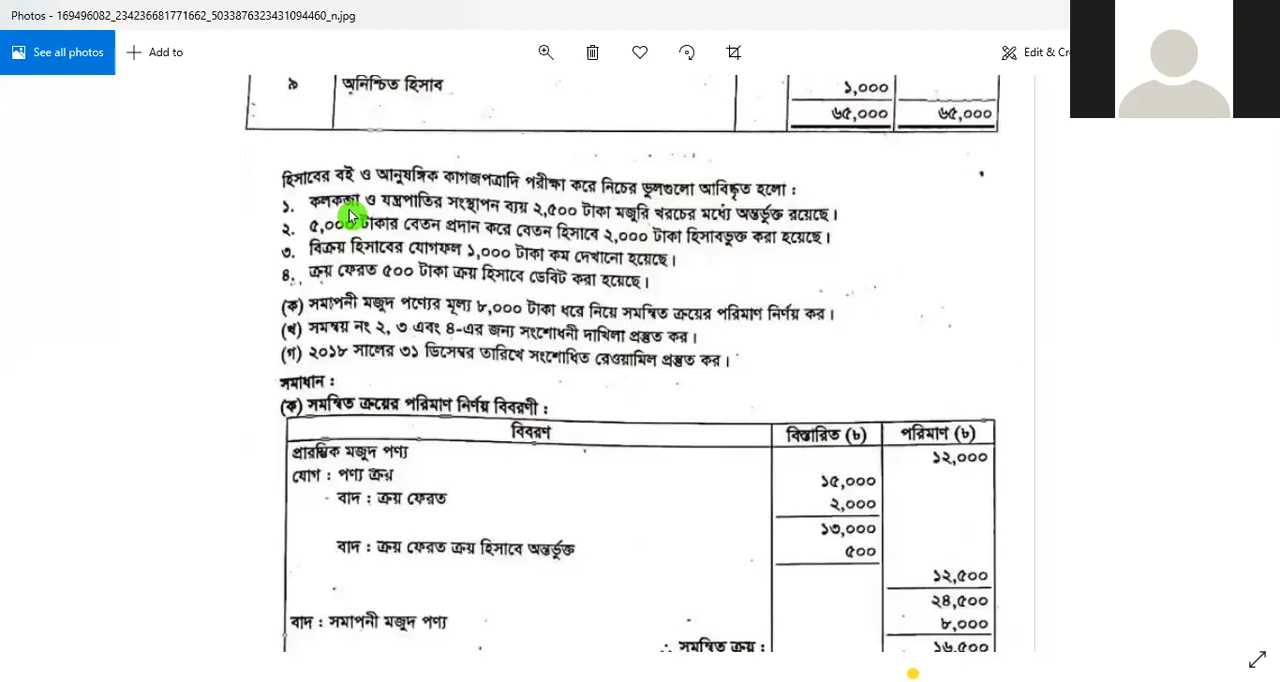 Photos - 169496082_234236681771662_5033876323431094460_n.jpg
See all photos
Add to
Edit & Cr
৯ অনিশ্চিত হিসাব ১,০০০
৬৫,০০০ ৬৫,০০০
হিসাবের বই ও আনুষঙ্গিক কাগজপত্রাদি পরীক্ষা করে নিচের ভুলগুলো আবিষ্কৃত হলো :
১. কলকব্জা ও যন্ত্রপাতির সংস্থাপন ব্যয় ২,৫০০ টাকা মজুরি খরচের মধ্যে অন্তর্ভুক্ত রয়েছে।
২. ৫,০০০ টাকার বেতন প্রদান করে বেতন হিসাবে ২,০০০ টাকা হিসাবভুক্ত করা হয়েছে।
৩. বিক্রয় হিসাবের যোগফল ১,০০০ টাকা কম দেখানো হয়েছে।
৪. ক্রয় ফেরত ৫০০ টাকা ক্রয় হিসাবে ডেবিট করা হয়েছে।
(ক) সমাপনী মজুদ পণ্যের মূল্য ৮,০০০ টাকা ধরে নিয়ে সমন্বিত ক্রয়ের পরিমাণ নির্ণয় কর।
(খ) সমন্বয় নং ২, ৩ এবং ৪-এর জন্য সংশোধনী দাখিলা প্রস্তুত কর।
(গ) ২০১৮ সালের ৩১ ডিসেম্বর তারিখে সংশোধিত রেওয়ামিল প্রস্তুত কর।
সমাধান :
(ক) সমন্বিত ক্রয়ের পরিমাণ নির্ণয় বিবরণী :
বিবরণ বিস্তারিত (৳) পরিমাণ (৳)
প্রারম্ভিক মজুদ পণ্য ১২,০০০
যোগ : পণ্য ক্রয় ১৫,০০০
বাদ : ক্রয় ফেরত ২,০০০
১৩,০০০
বাদ : ক্রয় ফেরত ক্রয় হিসাবে অন্তর্ভুক্ত ৫০০
১২,৫০০
২৪,৫০০
বাদ : সমাপনী মজুদ পণ্য ৮,০০০
∴ সমন্বিত ক্রয় : ১৬,৫০০